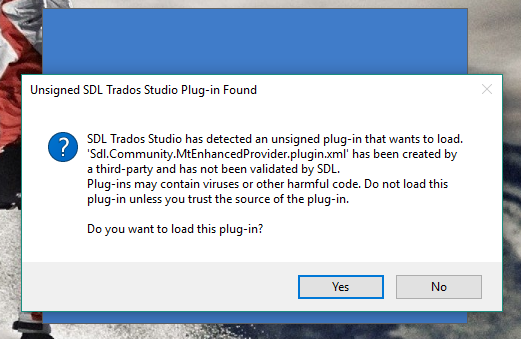 Unsigned SDL Trados Studio Plug-in Found
SDL Trados Studio has detected an unsigned plug-in that wants to load.
'Sdl.Community.MtEnhancedProvider.plugin.xml' has been created by
a third-party and has not been validated by SDL.
Plug-ins may contain viruses or other harmful code. Do not load this
plug-in unless you trust the source of the plug-in.
Do you want to load this plug-in?
Yes
No